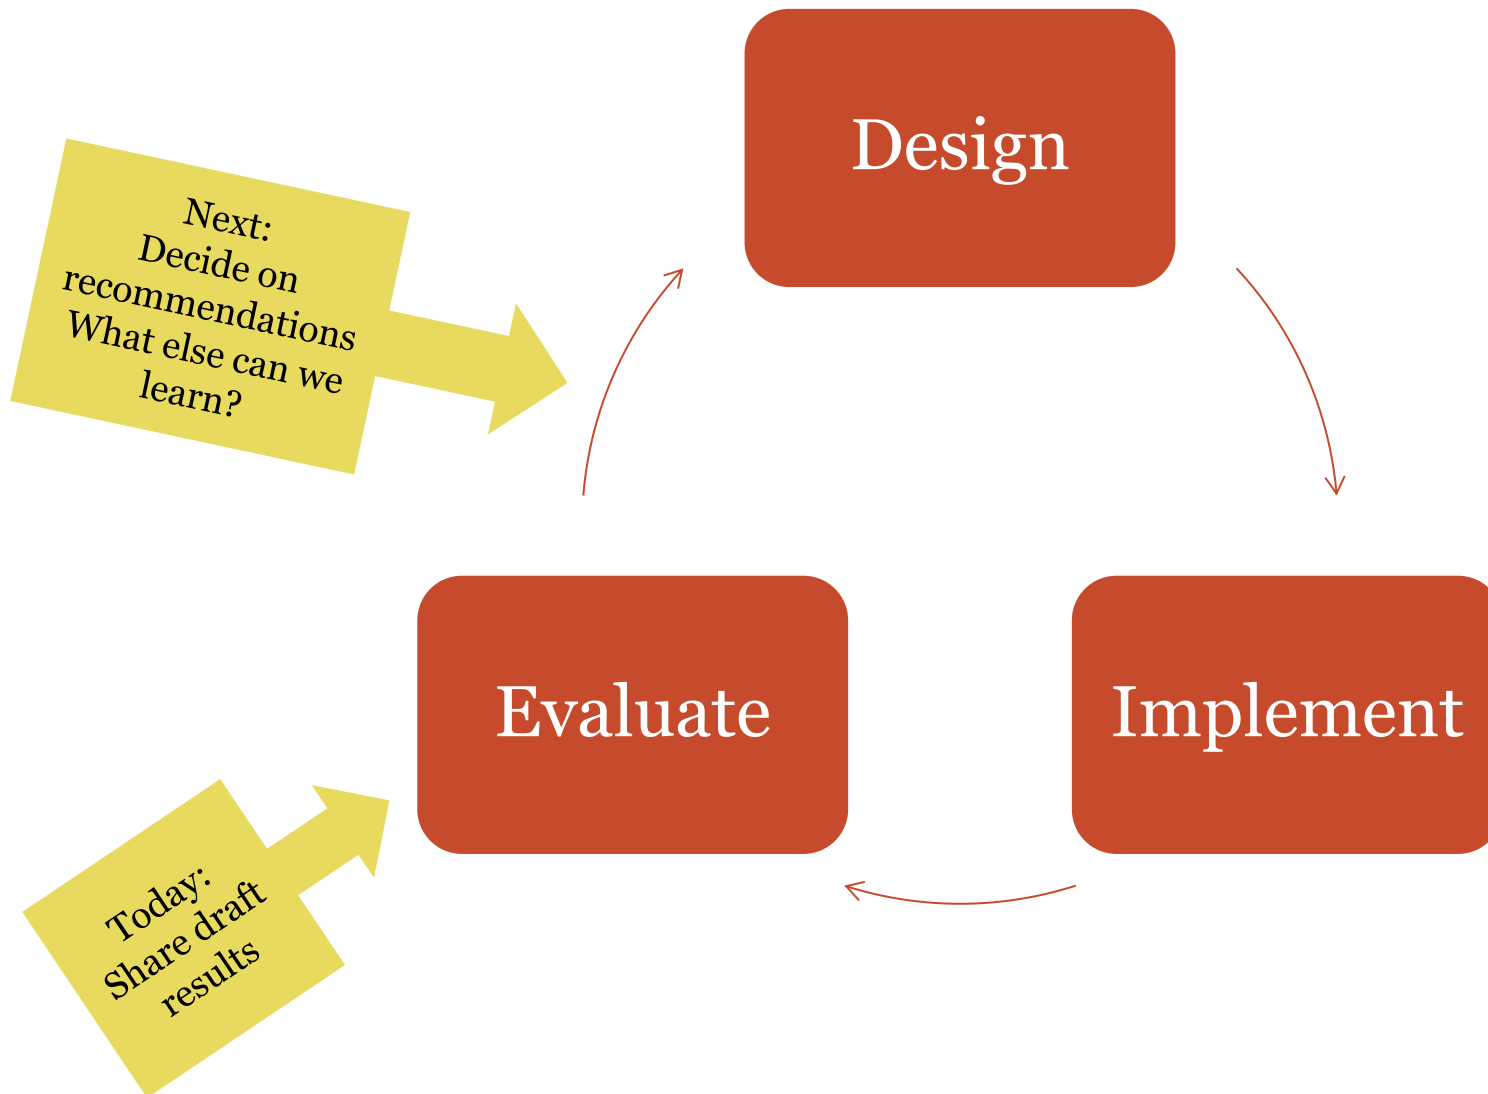 Design
Next:
Decide on
recommendations
What else can we
learn?
Evaluate
Implement
Today:
Share draft
results